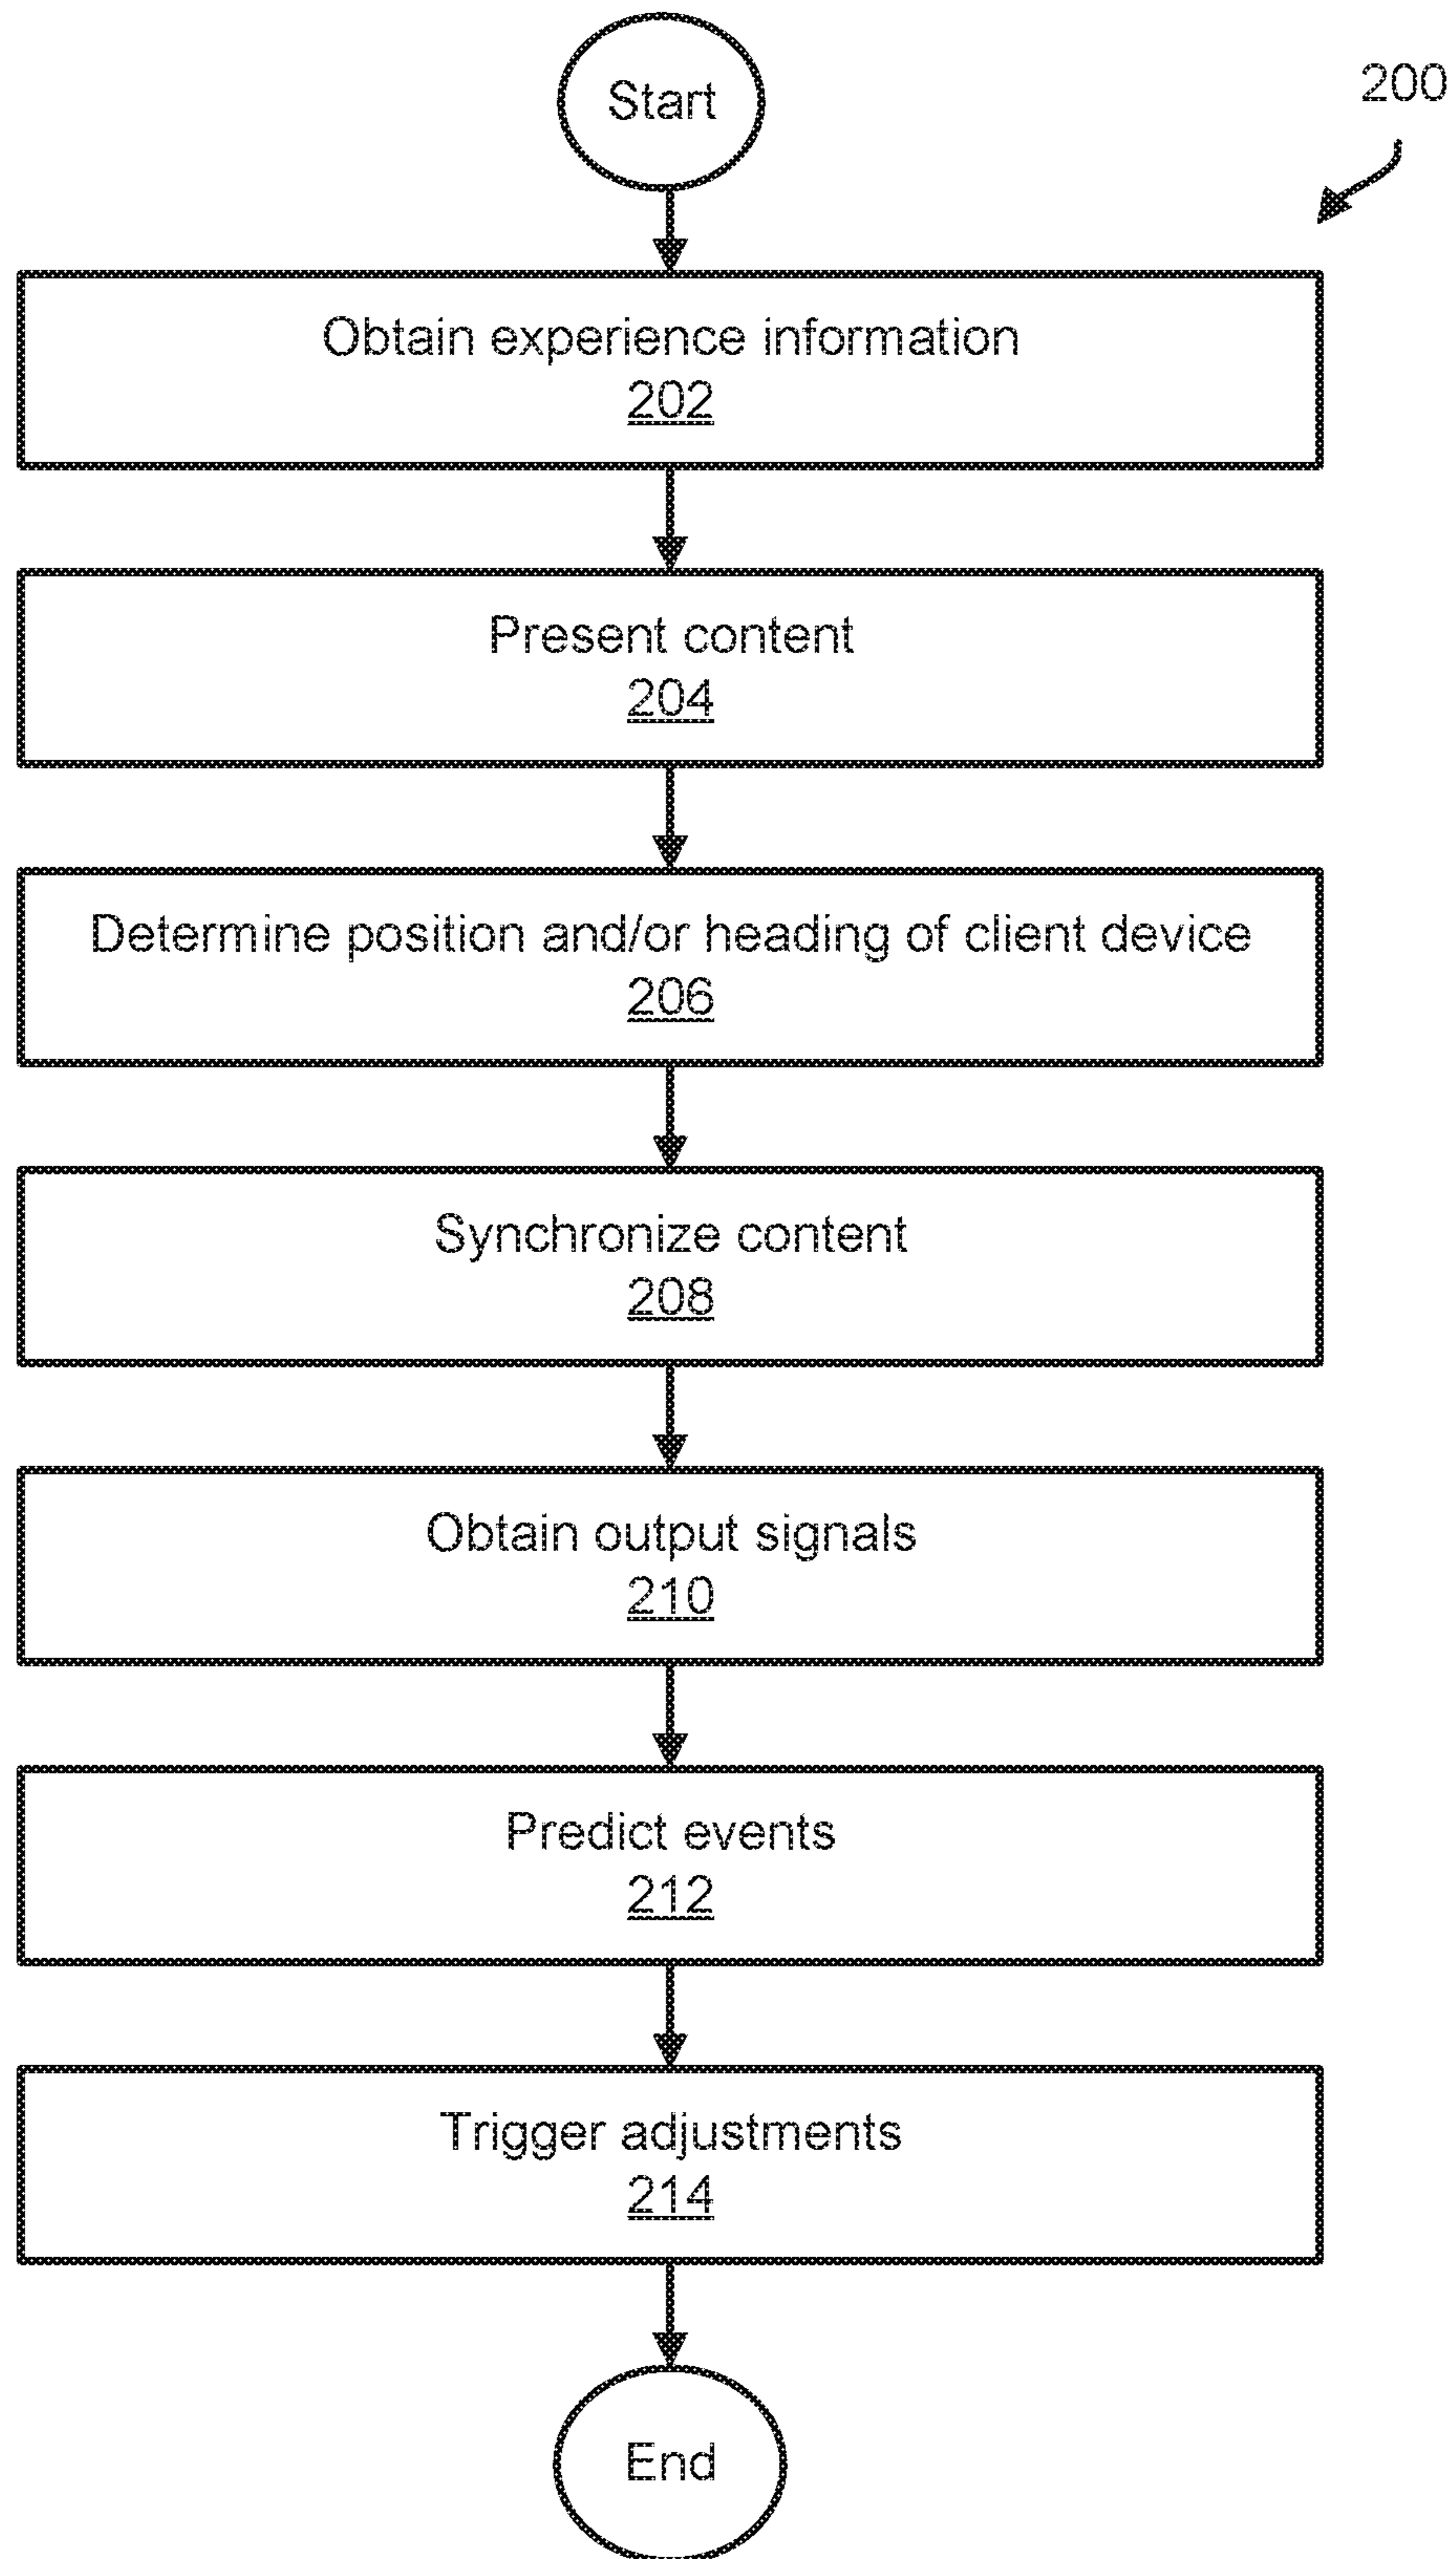 Start
200
Obtain experience information
202
Present content
204
Determine position and/or heading of client device
206
Synchronize content
208
Obtain output signals
210
Predict events
212
Trigger adjustments
214
End